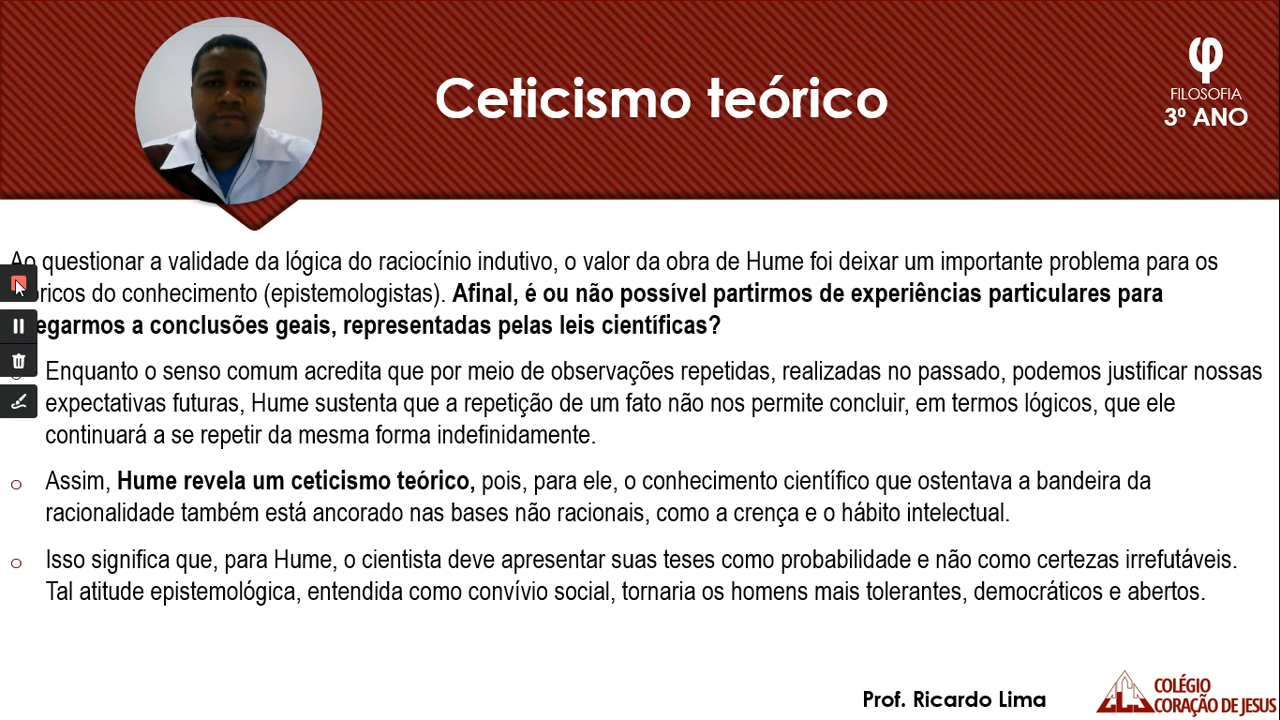 Ceticismo teórico
φ
FILOSOFIA
3º ANO
Ao questionar a validade da lógica do raciocínio indutivo, o valor da obra de Hume foi deixar um importante problema para os
óricos do conhecimento (epistemologistas). Afinal, é ou não possível partirmos de experiências particulares para
egarmos a conclusões geais, representadas pelas leis científicas?
Enquanto o senso comum acredita que por meio de observações repetidas, realizadas no passado, podemos justificar nossas
expectativas futuras, Hume sustenta que a repetição de um fato não nos permite concluir, em termos lógicos, que ele
continuará a se repetir da mesma forma indefinidamente.
Assim, Hume revela um ceticismo teórico, pois, para ele, o conhecimento científico que ostentava a bandeira da
racionalidade também está ancorado nas bases não racionais, como a crença e o hábito intelectual.
Isso significa que, para Hume, o cientista deve apresentar suas teses como probabilidade e não como certezas irrefutáveis.
Tal atitude epistemológica, entendida como convívio social, tornaria os homens mais tolerantes, democráticos e abertos.
Prof. Ricardo Lima
COLÉGIO
CORAÇÃO DE JESUS